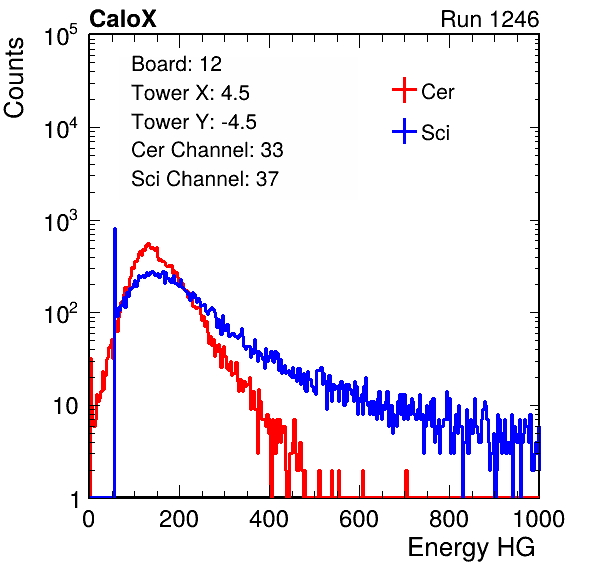 CaloX Run 1246
Counts
Board: 12
Tower X: 4.5
Tower Y: -4.5
Cer Channel: 33
Sci Channel: 37
Cer
Sci
10^5
10^4
10^3
10^2
10
1
0 200 400 600 800 1000
Energy HG